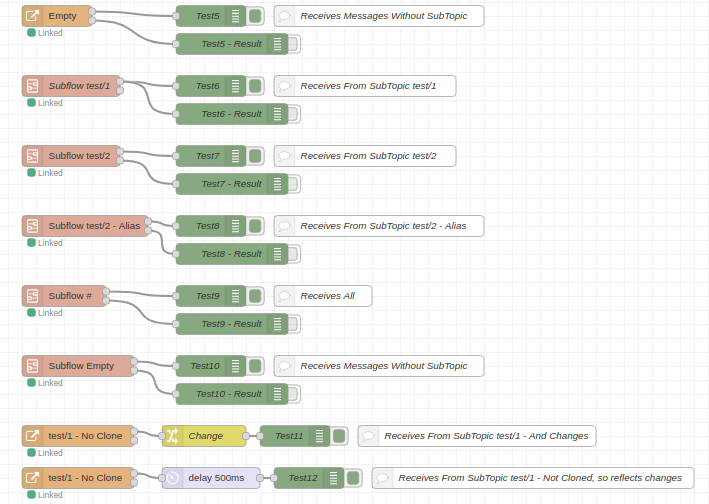 Empty
Test5
Receives Messages Without SubTopic
Linked
Test5 - Result
Subflow test/1
Test6
Receives From SubTopic test/1
Linked
Test6 - Result
Subflow test/2
Test7
Receives From SubTopic test/2
Linked
Test7 - Result
Subflow test/2 - Alias
Test8
Receives From SubTopic test/2 - Alias
Linked
Test8 - Result
Subflow #
Test9
Receives All
Linked
Test9 - Result
Subflow Empty
Test10
Receives Messages Without SubTopic
Linked
Test10 - Result
test/1 - No Clone
Change
Test11
Receives From SubTopic test/1 - And Changes
Linked
test/1 - No Clone
delay 500ms
Test12
Receives From SubTopic test/1 - Not Cloned, so reflects changes
Linked